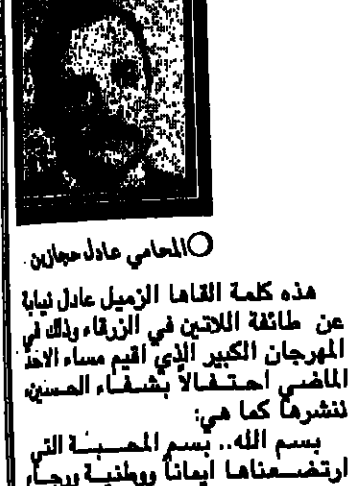 المحامي عادل حجازين
هذه كلمة القاها الزميل عادل نيابة
عن طائفة اللاتين في الزرقاء وذلك في
المهرجان الكبير الذي اقيم مساء الاحد
الماضي احتفالاً بشفاء الحسين،
ننشرها كما هي:
بسم الله.. بسم المحبة التي
ارتضعناها ايماناً ووطنية ورجاء